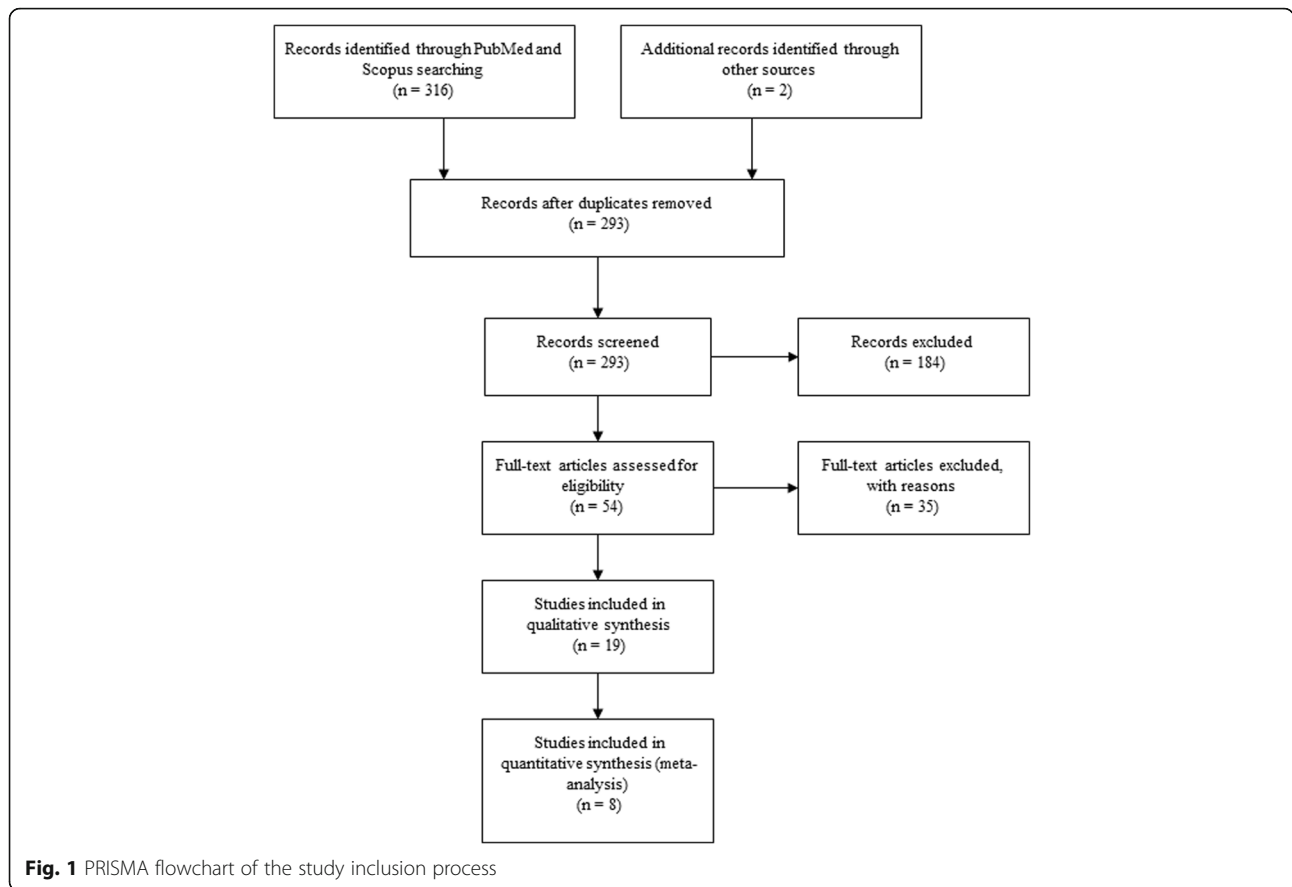 Records identified through PubMed and
Scopus searching
(n = 316)
Additional records identified through
other sources
(n = 2)
Records after duplicates removed
(n = 293)
Records screened
(n = 293)
Records excluded
(n = 184)
Full-text articles assessed for
eligibility
(n = 54)
Full-text articles excluded,
with reasons
(n = 35)
Studies included in
qualitative synthesis
(n = 19)
Studies included in
quantitative synthesis (meta-
analysis)
(n = 8)
Fig. 1 PRISMA flowchart of the study inclusion process